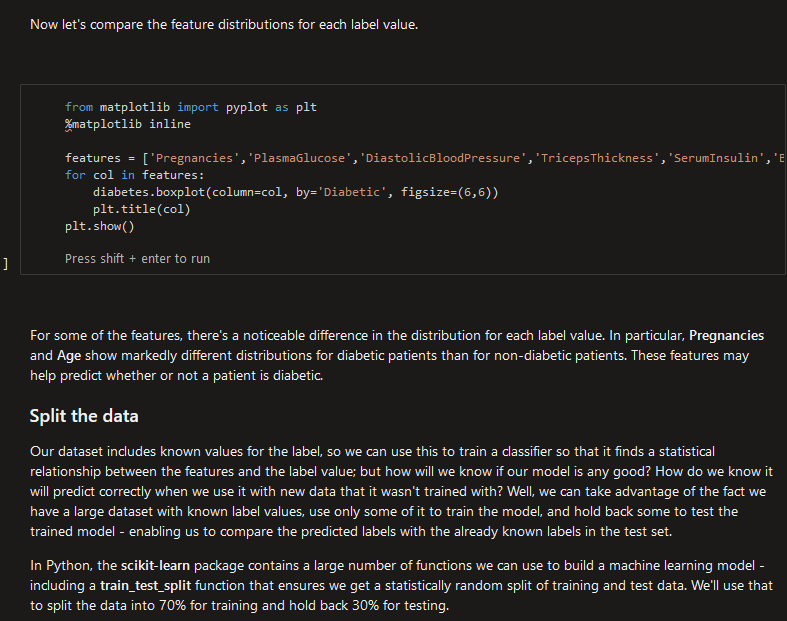 Now let's compare the feature distributions for each label value.
from matplotlib import pyplot as plt
%matplotlib inline
features = ['Pregnancies','PlasmaGlucose','DiastolicBloodPressure','TricepsThickness','SerumInsulin','
for col in features:
    diabetes.boxplot(column=col, by='Diabetic', figsize=(6,6))
    plt.title(col)
plt.show()
Press shift + enter to run
]
For some of the features, there's a noticeable difference in the distribution for each label value. In particular, Pregnancies
and Age show markedly different distributions for diabetic patients than for non-diabetic patients. These features may
help predict whether or not a patient is diabetic.
Split the data
Our dataset includes known values for the label, so we can use this to train a classifier so that it finds a statistical
relationship between the features and the label value; but how will we know if our model is any good? How do we know it
will predict correctly when we use it with new data that it wasn't trained with? Well, we can take advantage of the fact we
have a large dataset with known label values, use only some of it to train the model, and hold back some to test the
trained model - enabling us to compare the predicted labels with the already known labels in the test set.
In Python, the scikit-learn package contains a large number of functions we can use to build a machine learning model -
including a train_test_split function that ensures we get a statistically random split of training and test data. We'll use that
to split the data into 70% for training and hold back 30% for testing.